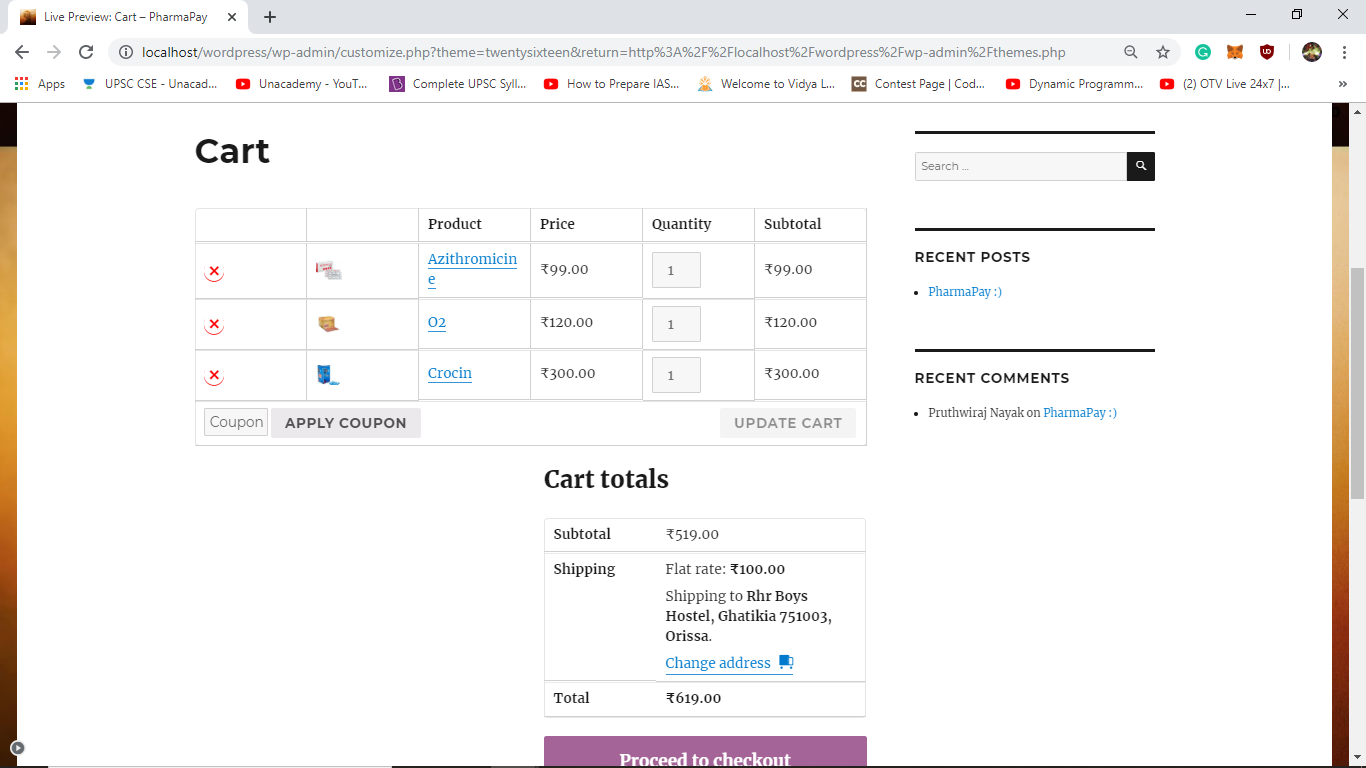 Live Preview: Cart – PharmaPay
localhost/wordpress/wp-admin/customize.php?theme=twentysixteen&return=http%3A%2F%2Flocalhost%2Fwordpress%2Fwp-admin%2Fthemes.php
Apps UPSC CSE - Unacad... Unacademy - YouT... Complete UPSC Syll... How to Prepare IAS... Welcome to Vidya L... CC Contest Page | Cod... Dynamic Programm... (2) OTV Live 24x7 |... »
Cart
Product Price Quantity Subtotal
Azithromicin
e
₹99.00 1 ₹99.00
O2 ₹120.00 1 ₹120.00
Crocin ₹300.00 1 ₹300.00
Coupon APPLY COUPON UPDATE CART
Cart totals
Subtotal ₹519.00
Shipping Flat rate: ₹100.00
Shipping to Rhr Boys
Hostel, Ghatikia 751003,
Orissa.
Change address
Total ₹619.00
Proceed to checkout
Search ...
RECENT POSTS
PharmaPay :)
RECENT COMMENTS
Pruthwiraj Nayak on PharmaPay :)